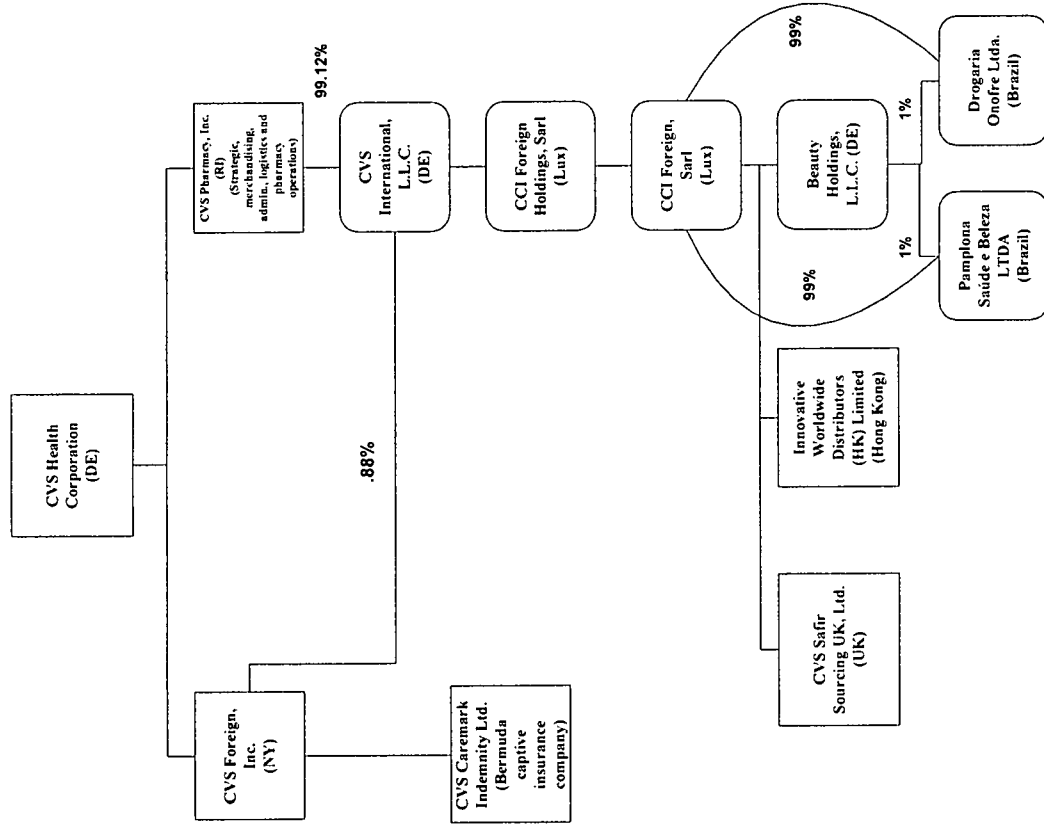 CVS Health
Corporation
(DE)
CVS Foreign,
Inc.
(NY)
CVS Pharmacy, Inc.
(RI)
(Strategic,
merchandising,
admin, logistics and
pharmacy
operations)
99.12%
CVS Caremark
Indemnity Ltd.
(Bermuda
captive
insurance
company)
.88%
CVS
International,
L.L.C.
(DE)
CCI Foreign
Holdings, Sarl
(Lux)
CCI Foreign,
Sarl
(Lux)
99%
99%
CVS Safir
Sourcing UK, Ltd.
(UK)
Innovative
Worldwide
Distributors
(HK) Limited
(Hong Kong)
Beauty
Holdings,
L.L.C. (DE)
1%
1%
Pamplona
Saúde e Beleza
LTDA
(Brazil)
Drogaria
Onofre Ltda.
(Brazil)